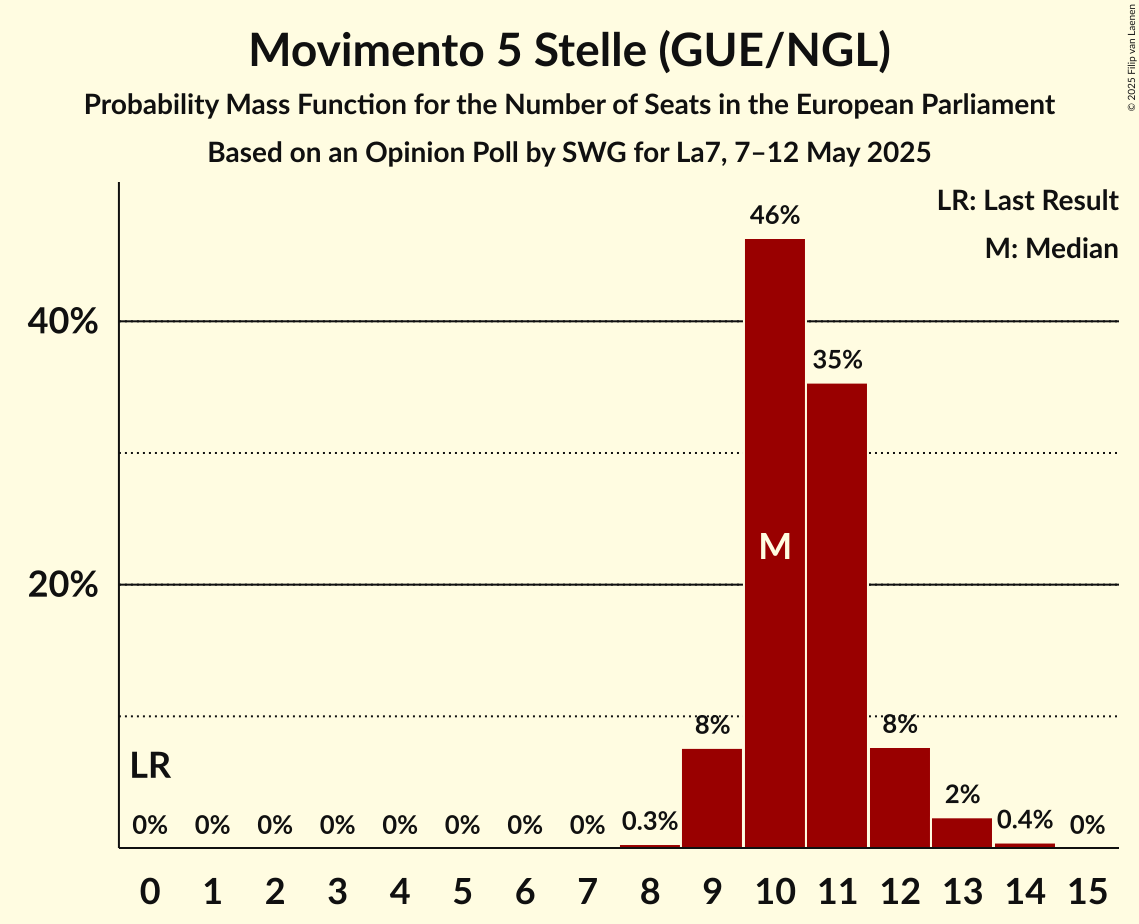 Movimento 5 Stelle (GUE/NGL)
Probability Mass Function for the Number of Seats in the European Parliament
Based on an Opinion Poll by SWG for La7, 7–12 May 2025
© 2025 Filip van Laenen
LR: Last Result
M: Median
40%
20%
46%
35%
M
8%
8%
LR
2%
0% 0% 0% 0% 0% 0% 0% 0% 0.3% 0.4% 0%
0 1 2 3 4 5 6 7 8 9 10 11 12 13 14 15